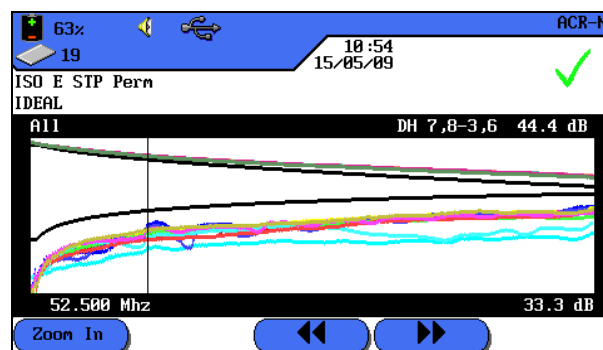 63% ACR-N
19 10:54
15/05/09
ISO E STP Perm
IDEAL
All DH 7,8-3,6 44.4 dB
52.500 Mhz 33.3 dB
Zoom In